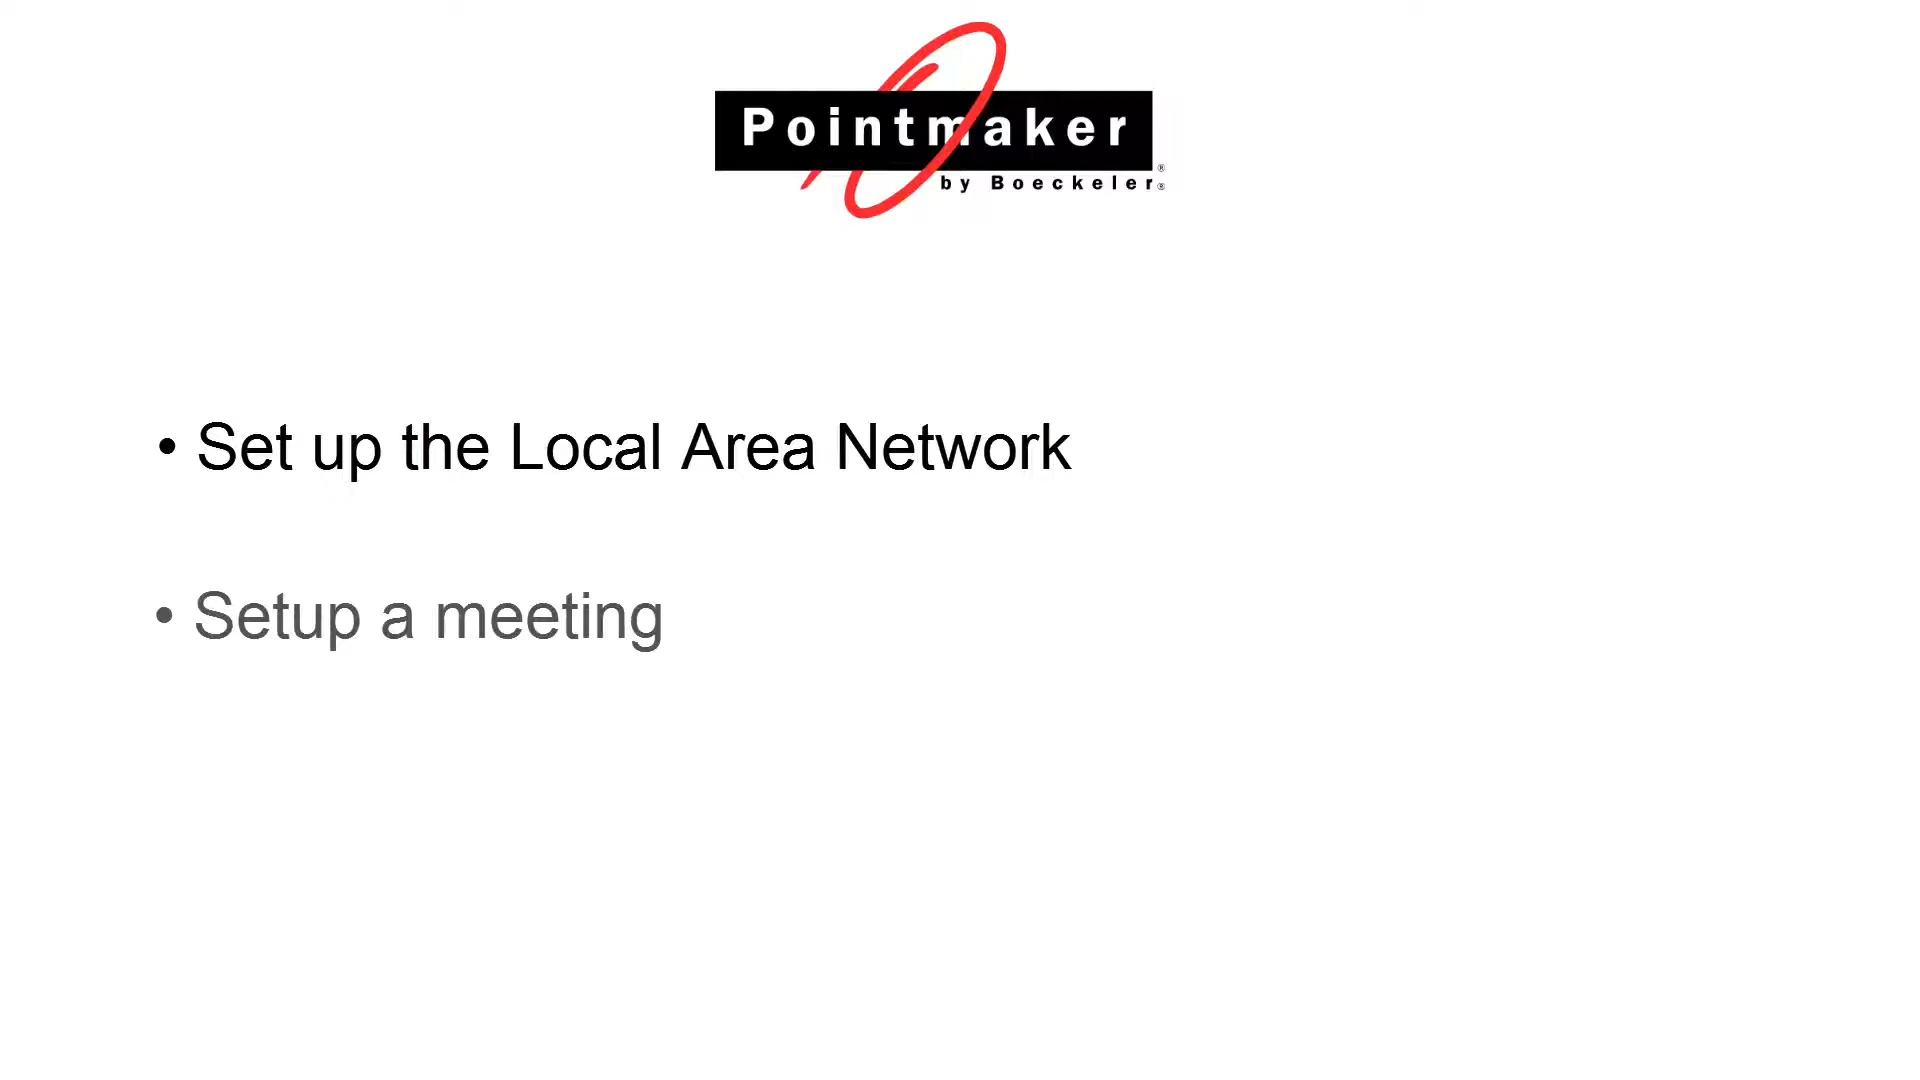 Pointmaker®
by Boeckeler®
• Set up the Local Area Network
• Setup a meeting